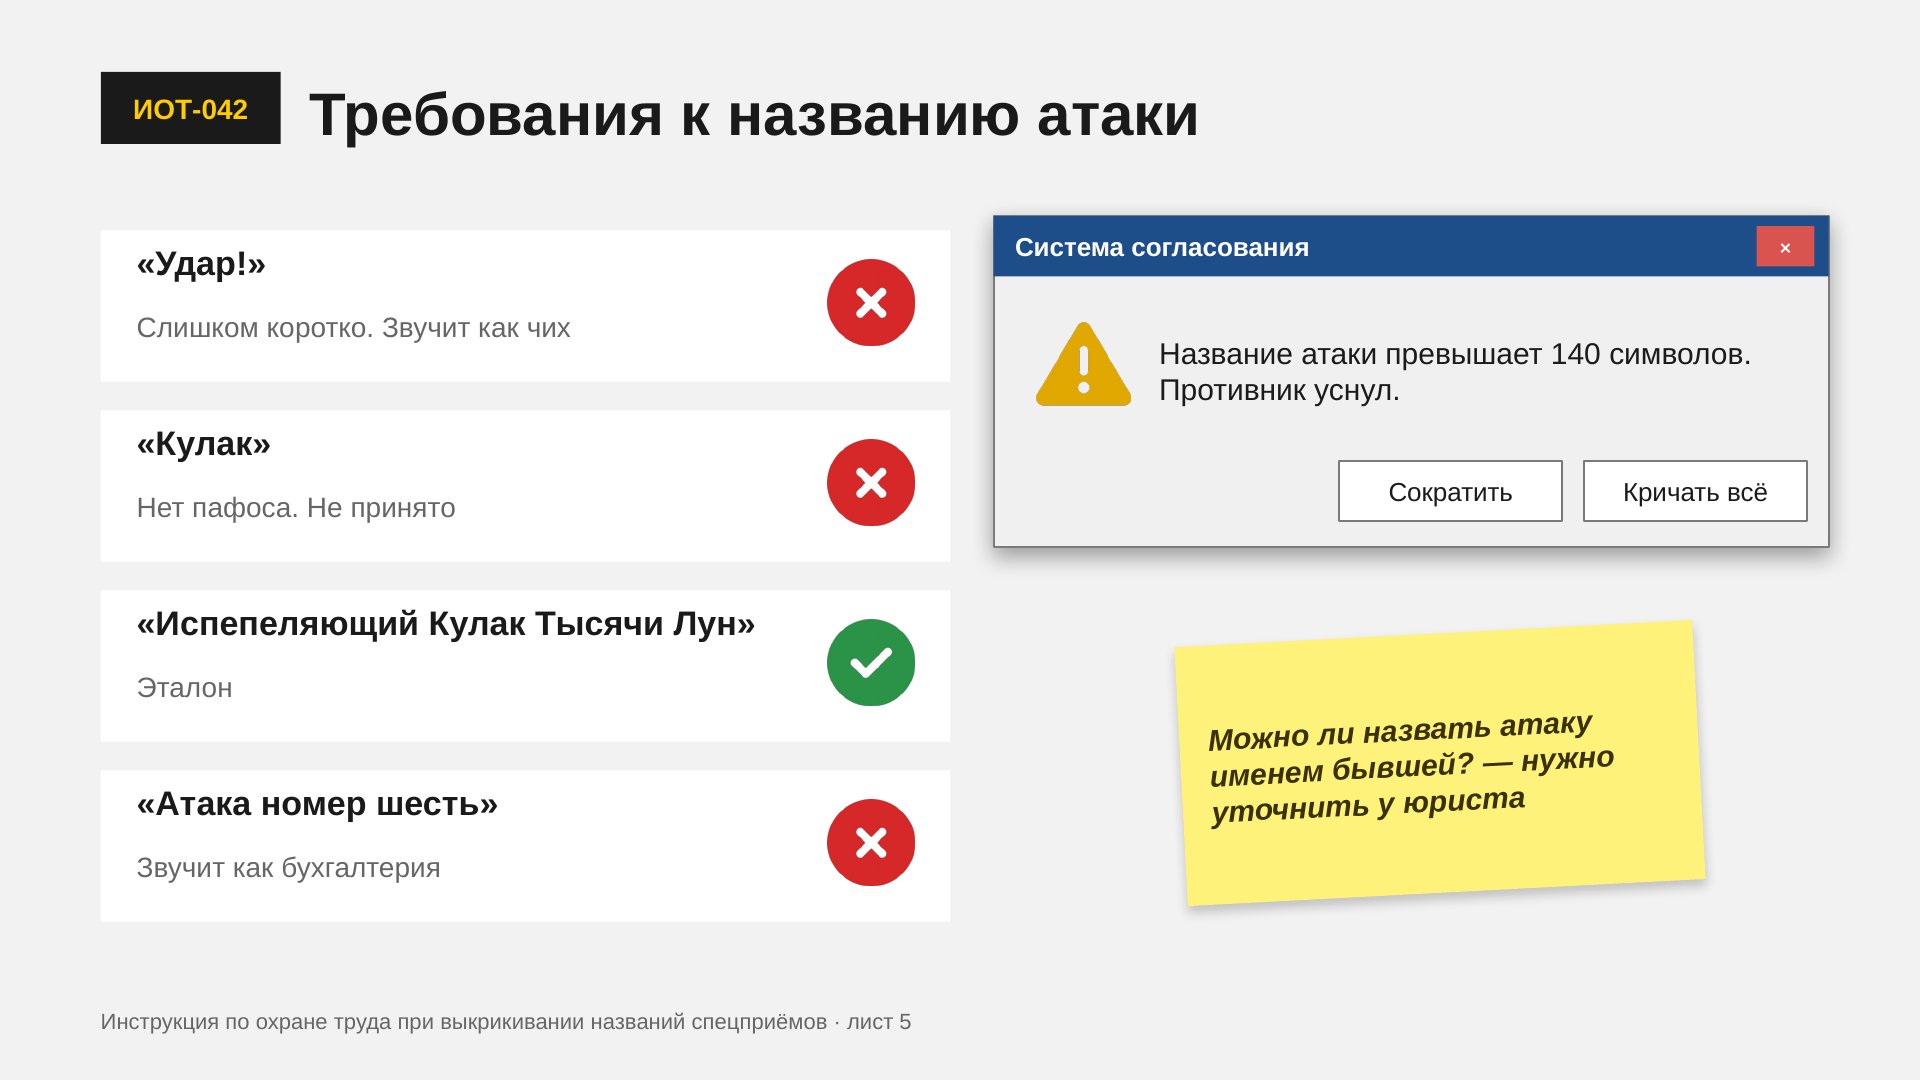 ИОТ-042
Требования к названию атаки
«Удар!»
Слишком коротко. Звучит как чих
«Кулак»
Нет пафоса. Не принято
«Испепеляющий Кулак Тысячи Лун»
Эталон
«Атака номер шесть»
Звучит как бухгалтерия
Система согласования
×
Название атаки превышает 140 символов.
Противник уснул.
Сократить
Кричать всё
Можно ли назвать атаку
именем бывшей? — нужно
уточнить у юриста
Инструкция по охране труда при выкрикивании названий спецприёмов · лист 5